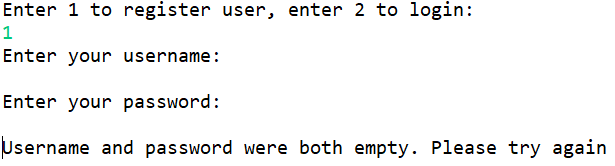 Enter 1 to register user, enter 2 to login:
1
Enter your username:
Enter your password:
Username and password were both empty. Please try again